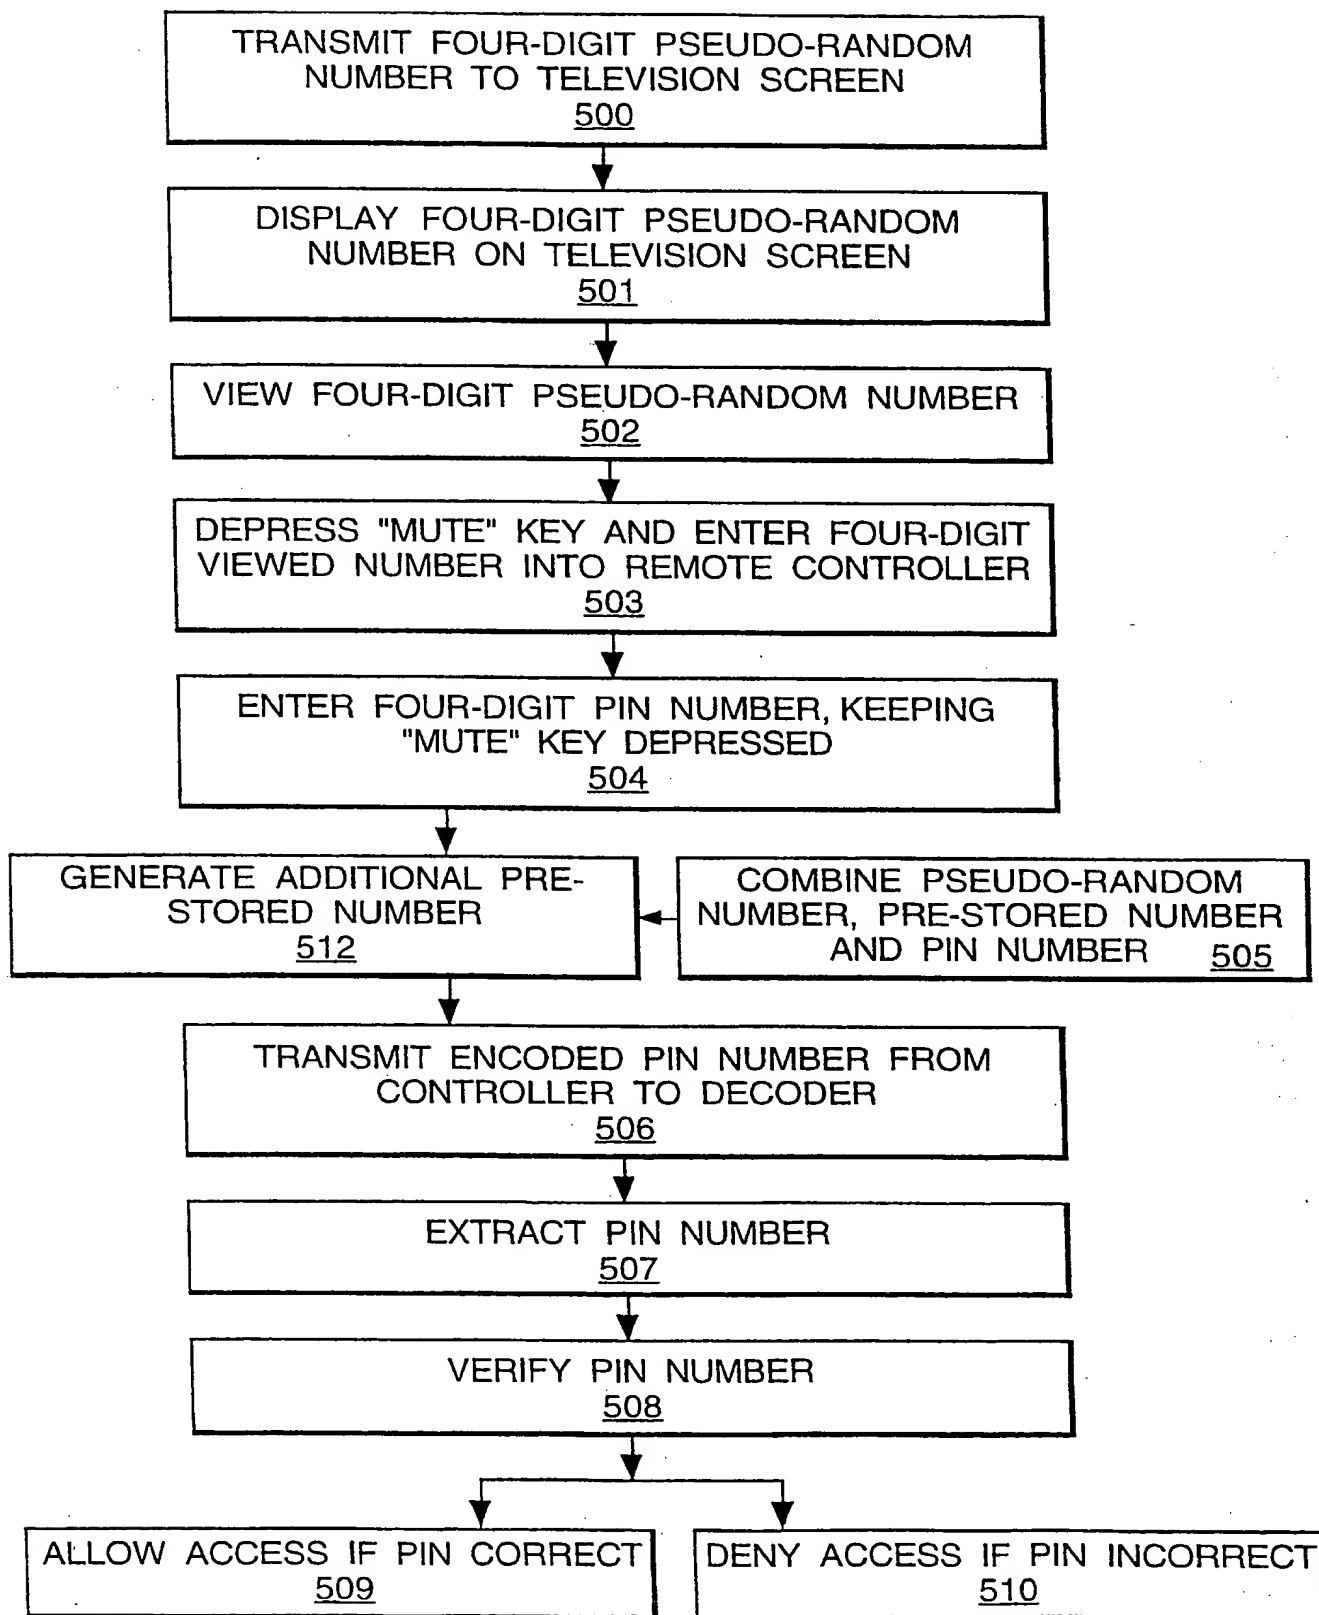 TRANSMIT FOUR-DIGIT PSEUDO-RANDOM
NUMBER TO TELEVISION SCREEN
500
DISPLAY FOUR-DIGIT PSEUDO-RANDOM
NUMBER ON TELEVISION SCREEN
501
VIEW FOUR-DIGIT PSEUDO-RANDOM NUMBER
502
DEPRESS "MUTE" KEY AND ENTER FOUR-DIGIT
VIEWED NUMBER INTO REMOTE CONTROLLER
503
ENTER FOUR-DIGIT PIN NUMBER, KEEPING
"MUTE" KEY DEPRESSED
504
GENERATE ADDITIONAL PRE-
STORED NUMBER
512
COMBINE PSEUDO-RANDOM
NUMBER, PRE-STORED NUMBER
AND PIN NUMBER 505
TRANSMIT ENCODED PIN NUMBER FROM
CONTROLLER TO DECODER
506
EXTRACT PIN NUMBER
507
VERIFY PIN NUMBER
508
ALLOW ACCESS IF PIN CORRECT
509
DENY ACCESS IF PIN INCORRECT
510